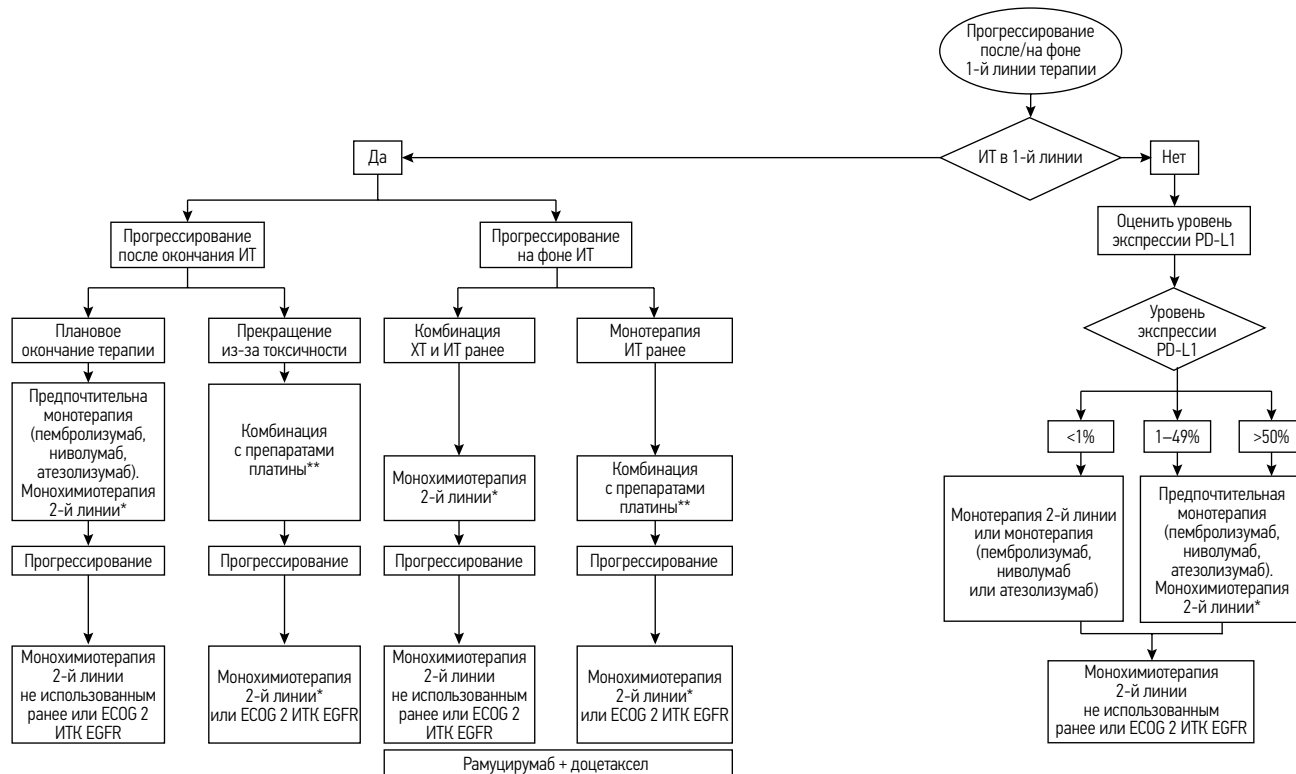 Прогрессирование
после/на фоне
1-й линии терапии
ИТ в 1-й линии
Да
Нет
Прогрессирование
после окончания ИТ
Прогрессирование
на фоне ИТ
Оценить уровень
экспрессии PD-L1
Плановое
окончание терапии
Прекращение
из-за токсичности
Комбинация
ХТ и ИТ ранее
Монотерапия
ИТ ранее
Уровень
экспрессии
PD-L1
Предпочтительна
монотерапия
(пембролизумаб,
ниволумаб,
атезолизумаб).
Монохимиотерапия
2-й линии*
Комбинация
с препаратами
платины**
Монохимиотерапия
2-й линии*
Комбинация
с препаратами
платины**
<1%
1–49%
>50%
Монотерапия 2-й линии
или монотерапия
(пембролизумаб,
ниволумаб
или атезолизумаб)
Предпочтительная
монотерапия
(пембролизумаб,
ниволумаб,
атезолизумаб).
Монохимиотерапия
2-й линии*
Прогрессирование
Прогрессирование
Прогрессирование
Прогрессирование
Монохимиотерапия
2-й линии
не использованным
ранее или ECOG 2
ИТК EGFR
Монохимиотерапия
2-й линии*
или ECOG 2 ИТК EGFR
Монохимиотерапия
2-й линии
не использованным
ранее или ECOG 2
ИТК EGFR
Монохимиотерапия
2-й линии*
или ECOG 2 ИТК EGFR
Монохимиотерапия
2-й линии
не использованным
ранее или ECOG 2 ИТК EGFR
Рамуцирумаб + доцетаксел